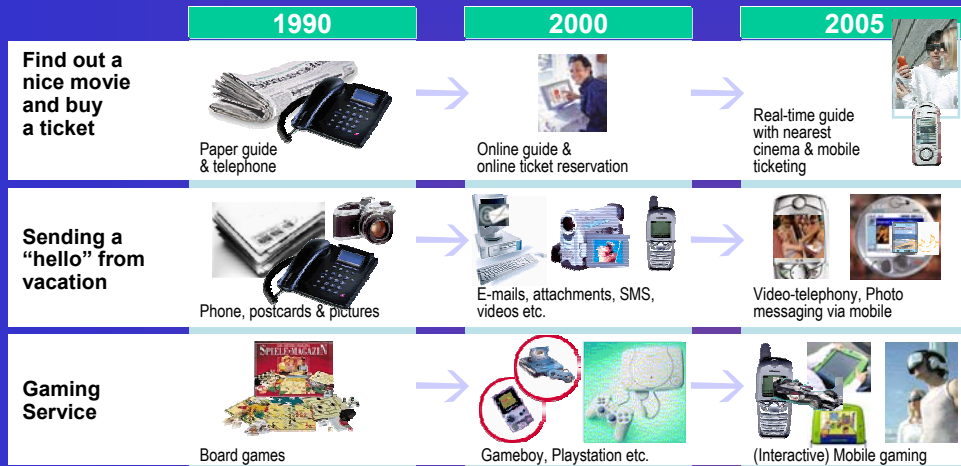 1990
2000
2005
Find out a
nice movie
and buy
a ticket
Paper guide
& telephone
Online guide &
online ticket reservation
Real-time guide
with nearest
cinema & mobile
ticketing
Sending a
“hello” from
vacation
Phone, postcards & pictures
E-mails, attachments, SMS,
videos etc.
Video-telephony, Photo
messaging via mobile
Gaming
Service
SPIELE-MAGAZIN
Board games
Gameboy, Playstation etc.
(Interactive) Mobile gaming